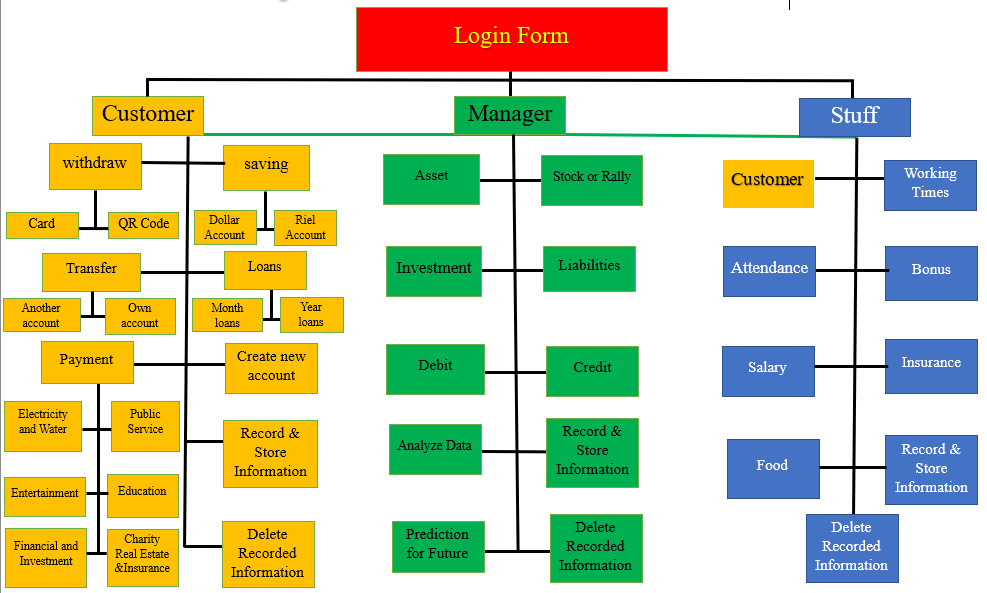 Login Form
Customer
Manager
Stuff
withdraw
saving
Card
QR Code
Dollar
Account
Riel
Account
Transfer
Loans
Another
account
Own
account
Month
loans
Year
loans
Payment
Create new
account
Electricity
and Water
Public
Service
Record &
Store
Information
Entertainment
Education
Financial and
Investment
Charity
Real Estate
&Insurance
Delete
Recorded
Information
Asset
Stock or Rally
Investment
Liabilities
Debit
Credit
Analyze Data
Record &
Store
Information
Prediction
for Future
Delete
Recorded
Information
Customer
Working
Times
Attendance
Bonus
Salary
Insurance
Food
Record &
Store
Information
Delete
Recorded
Information